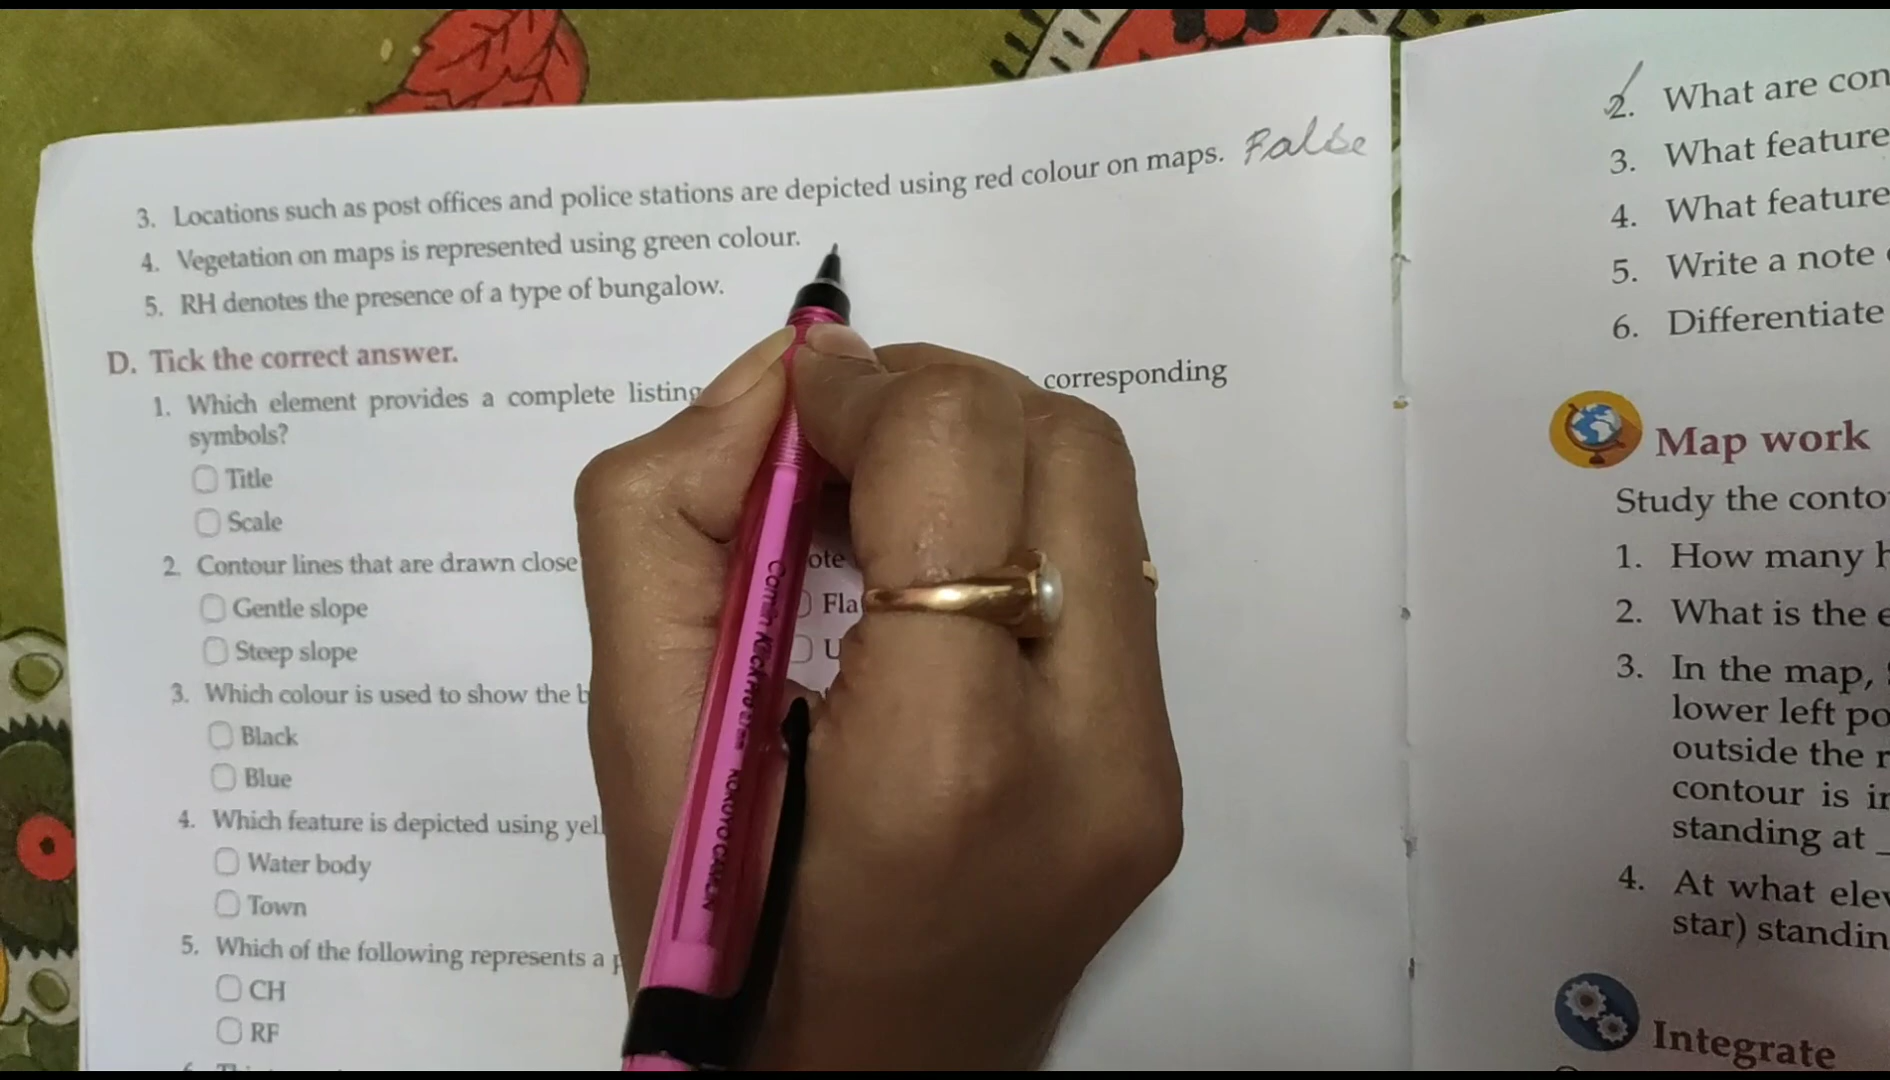 3. Locations such as post offices and police stations are depicted using red colour on maps. False
4. Vegetation on maps is represented using green colour.
5. RH denotes the presence of a type of bungalow.
D. Tick the correct answer.
1. Which element provides a complete listing corresponding
symbols?
Title
Scale
2. Contour lines that are drawn close ote
Gentle slope Fla
Steep slope U
3. Which colour is used to show the b
Black
Blue
4. Which feature is depicted using yel
Water body
Town
5. Which of the following represents a
CH
RF
Camlin KOKUYO CAMLIN
2. What are con
3. What feature
4. What feature
5. Write a note
6. Differentiate
Map work
Study the conto
1. How many h
2. What is the e
3. In the map,
lower left po
outside the
contour is in
standing at _
4. At what elev
star) standin
Integrate